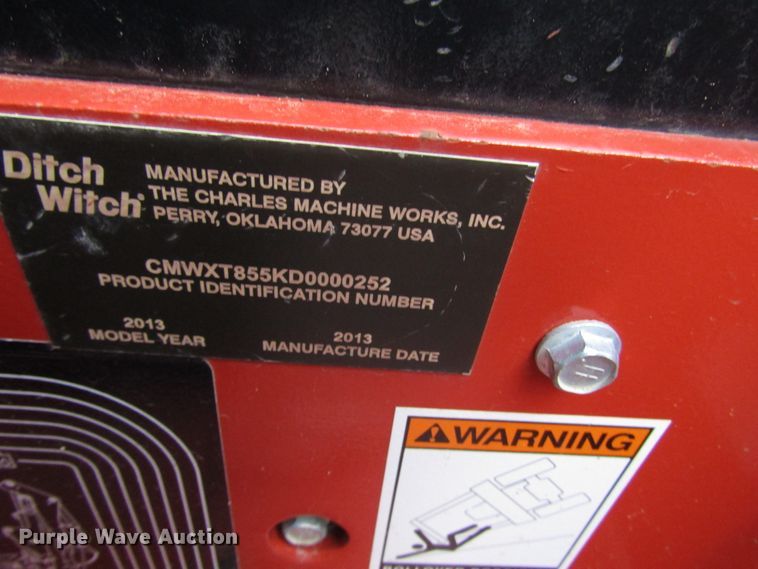 Ditch
Witch®
MANUFACTURED BY
THE CHARLES MACHINE WORKS, INC.
PERRY, OKLAHOMA 73077 USA
CMWXT855KD0000252
PRODUCT IDENTIFICATION NUMBER
2013
MODEL YEAR
2013
MANUFACTURE DATE
WARNING
Purple Wave Auction